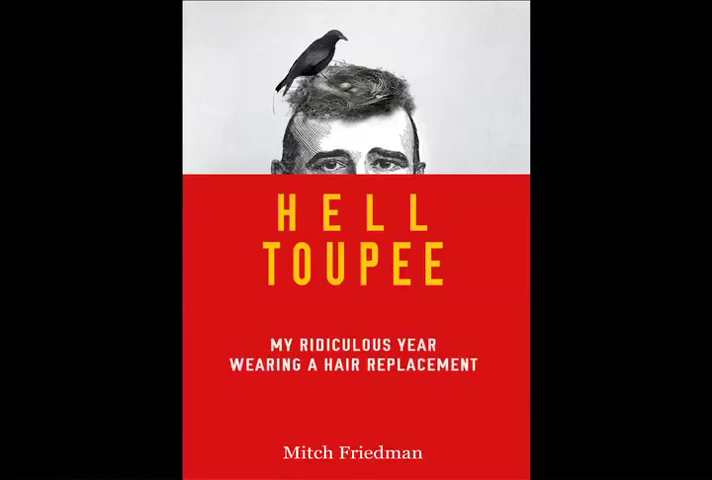 HELL
TOUPEE
MY RIDICULOUS YEAR
WEARING A HAIR REPLACEMENT
Mitch Friedman